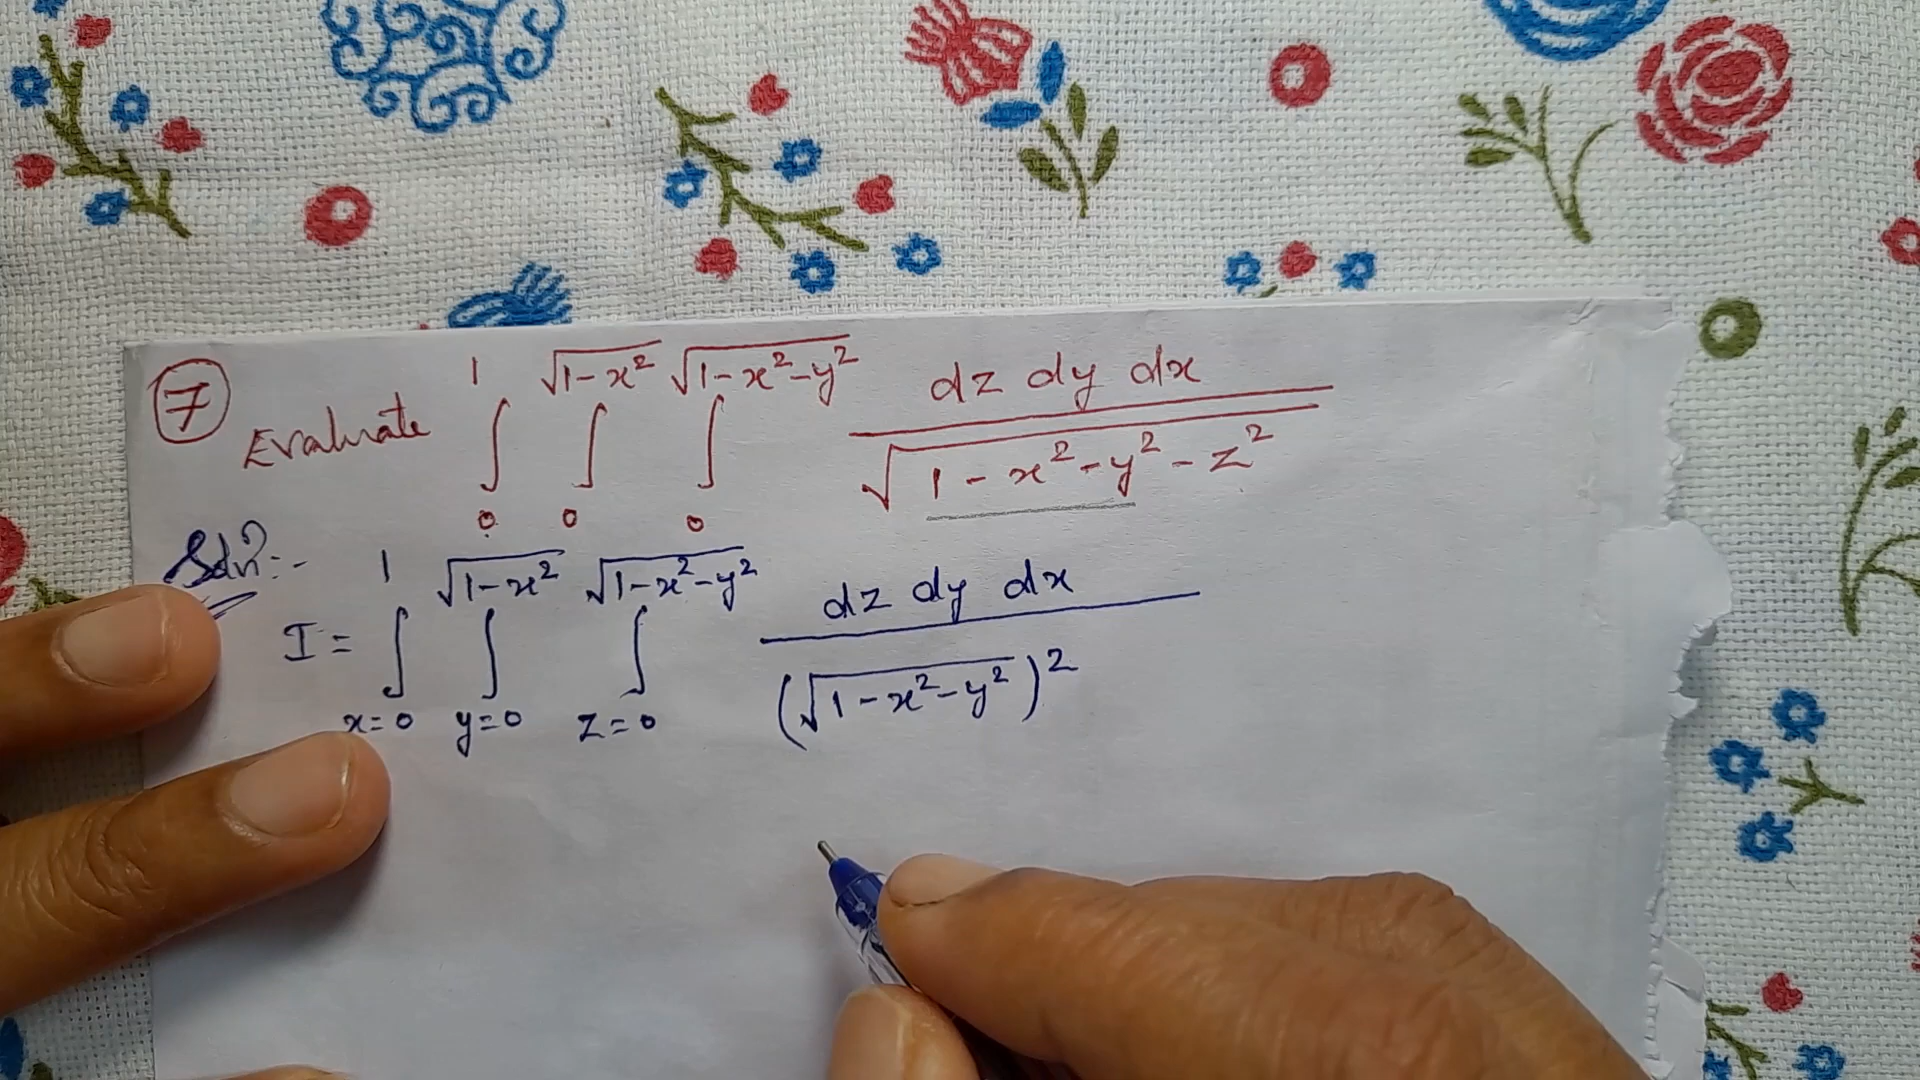 ⑦ Evaluate ∫₀¹ ∫₀^√(1-x²) ∫₀^√(1-x²-y²) dz dy dx / √(1-x²-y²-z²)
Soln:-
I = ∫_{x=0}^{1} ∫_{y=0}^{√(1-x²)} ∫_{z=0}^{√(1-x²-y²)} dz dy dx / (√(1-x²-y²))²